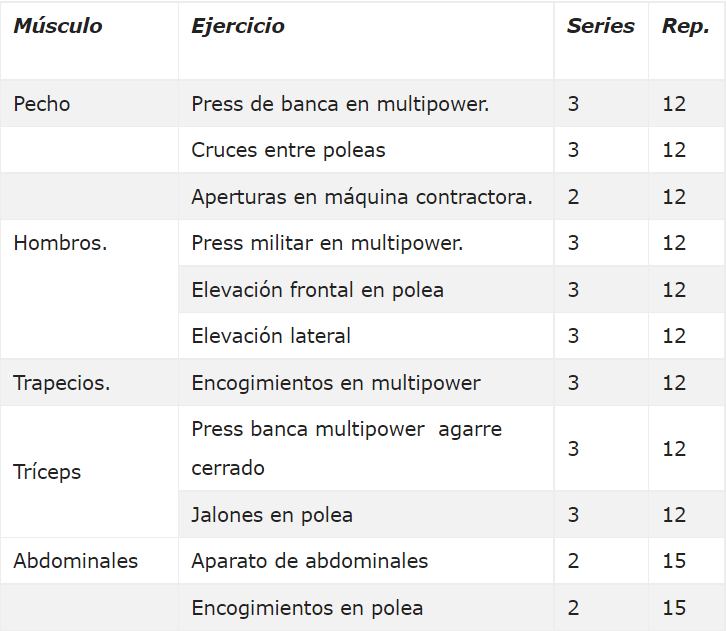 Músculo Ejercicio Series Rep.
Pecho Press de banca en multipower. 3 12
Cruces entre poleas 3 12
Aperturas en máquina contractora. 2 12
Hombros. Press militar en multipower. 3 12
Elevación frontal en polea 3 12
Elevación lateral 3 12
Trapecios. Encogimientos en multipower 3 12
Tríceps Press banca multipower  agarre
cerrado 3 12
Jalones en polea 3 12
Abdominales Aparato de abdominales 2 15
Encogimientos en polea 2 15